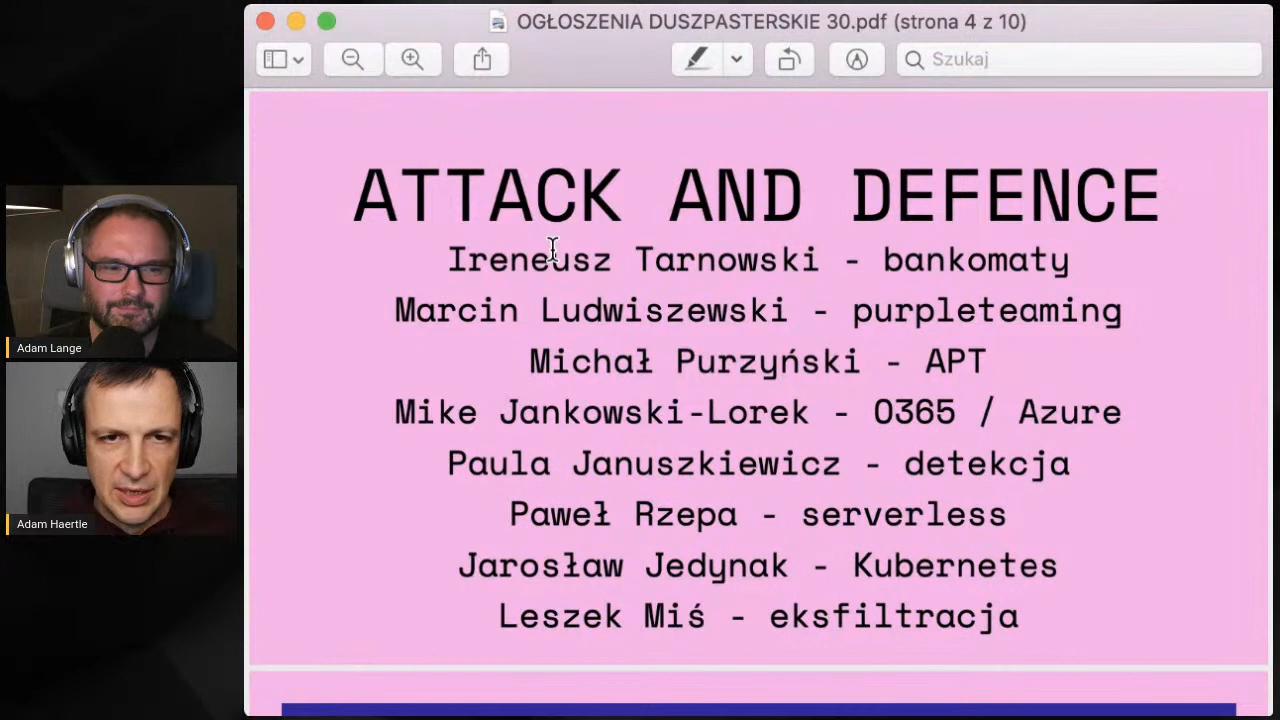 OGŁOSZENIA DUSZPASTERSKIE 30.pdf (strona 4 z 10)
Szukaj
ATTACK AND DEFENCE
Ireneusz Tarnowski - bankomaty
Marcin Ludwiszewski - purpleteaming
Michał Purzyński - APT
Mike Jankowski-Lorek - O365 / Azure
Paula Januszkiewicz - detekcja
Paweł Rzepa - serverless
Jarosław Jedynak - Kubernetes
Leszek Miś - eksfiltracja
Adam Lange
Adam Haertle